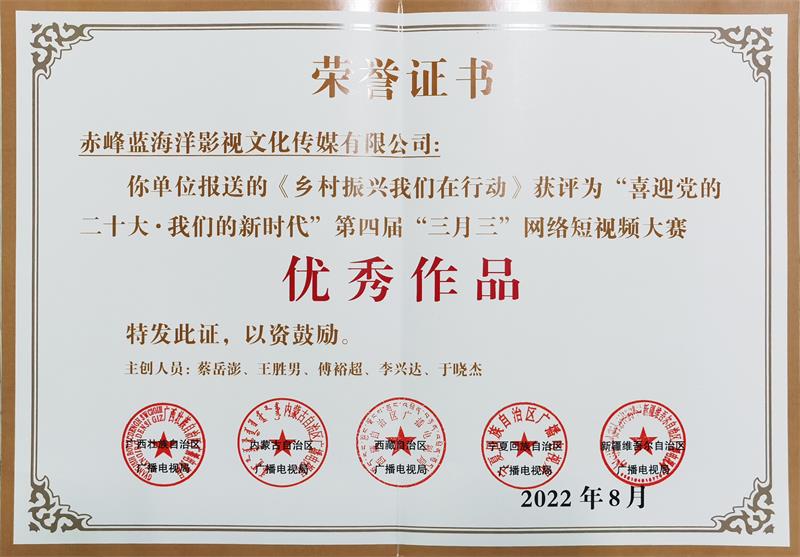 荣誉证书
赤峰蓝海洋影视文化传媒有限公司:
你单位报送的《乡村振兴我们在行动》获评为“喜迎党的
二十大·我们的新时代”第四届“三月三”网络短视频大赛
优秀作品
特发此证，以资鼓励。
主创人员：蔡岳澎、王胜男、傅裕超、李兴达、于晓杰
广西壮族自治区 内蒙古自治区 西藏自治区 宁夏回族自治区 新疆维吾尔自治区
广播电视局 广播电视局 广播电视局 广播电视局 广播电视局
2022 年 8 月